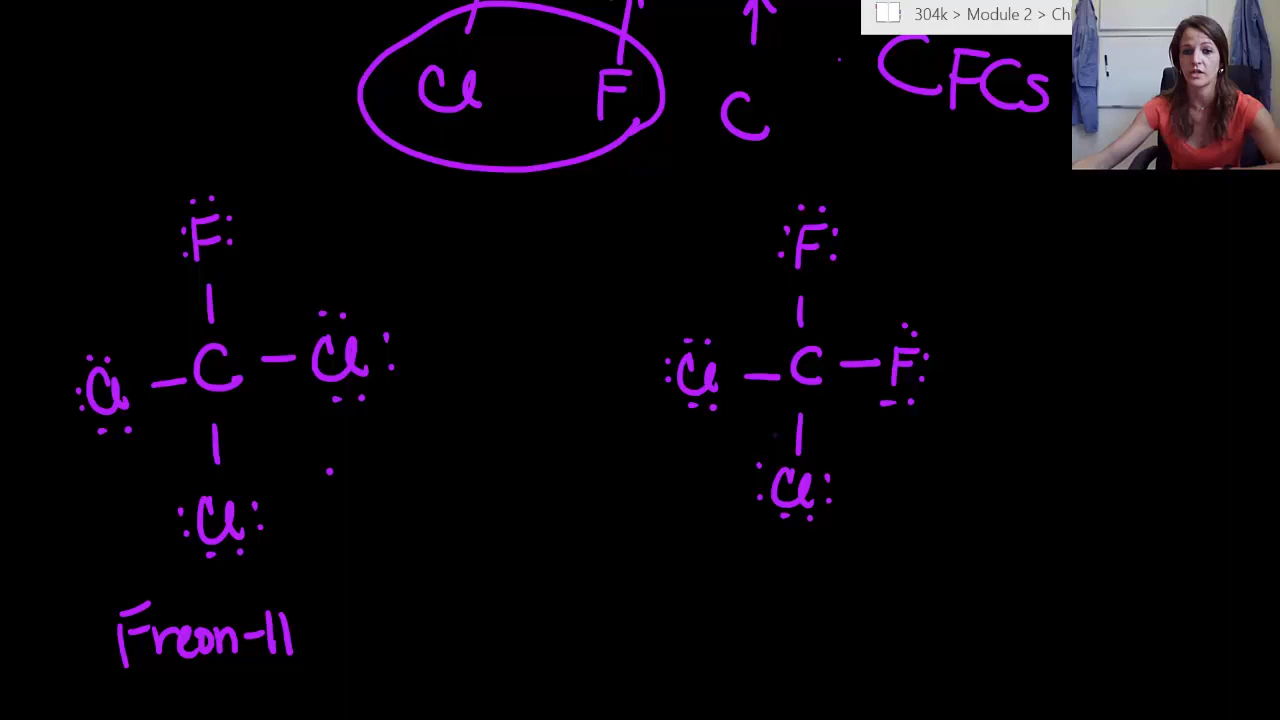 304k > Module 2 > Ch
Cl F C CFCs
F F
Cl C Cl Cl C F
Cl Cl
Freon-11